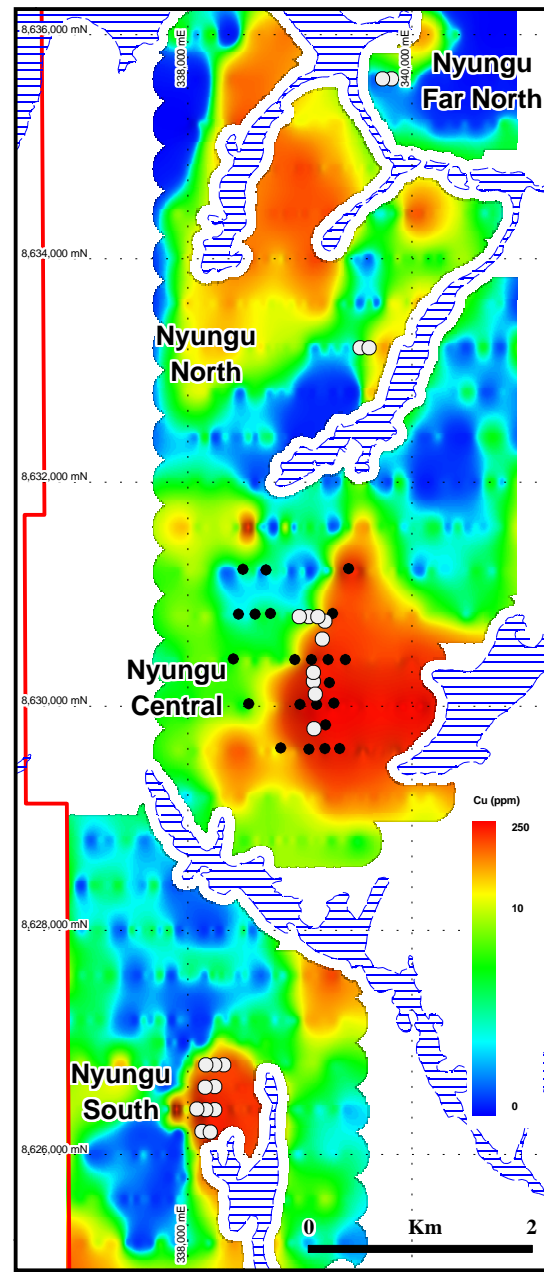 8,636,000 mN
338,000 mE
340,000 mE
Nyungu
Far North
8,634,000 mN
Nyungu
North
8,632,000 mN
Nyungu
Central
8,630,000 mN
Cu (ppm)
250
10
0
8,628,000 mN
Nyungu
South
8,626,000 mN
338,000 mE
0 Km 2